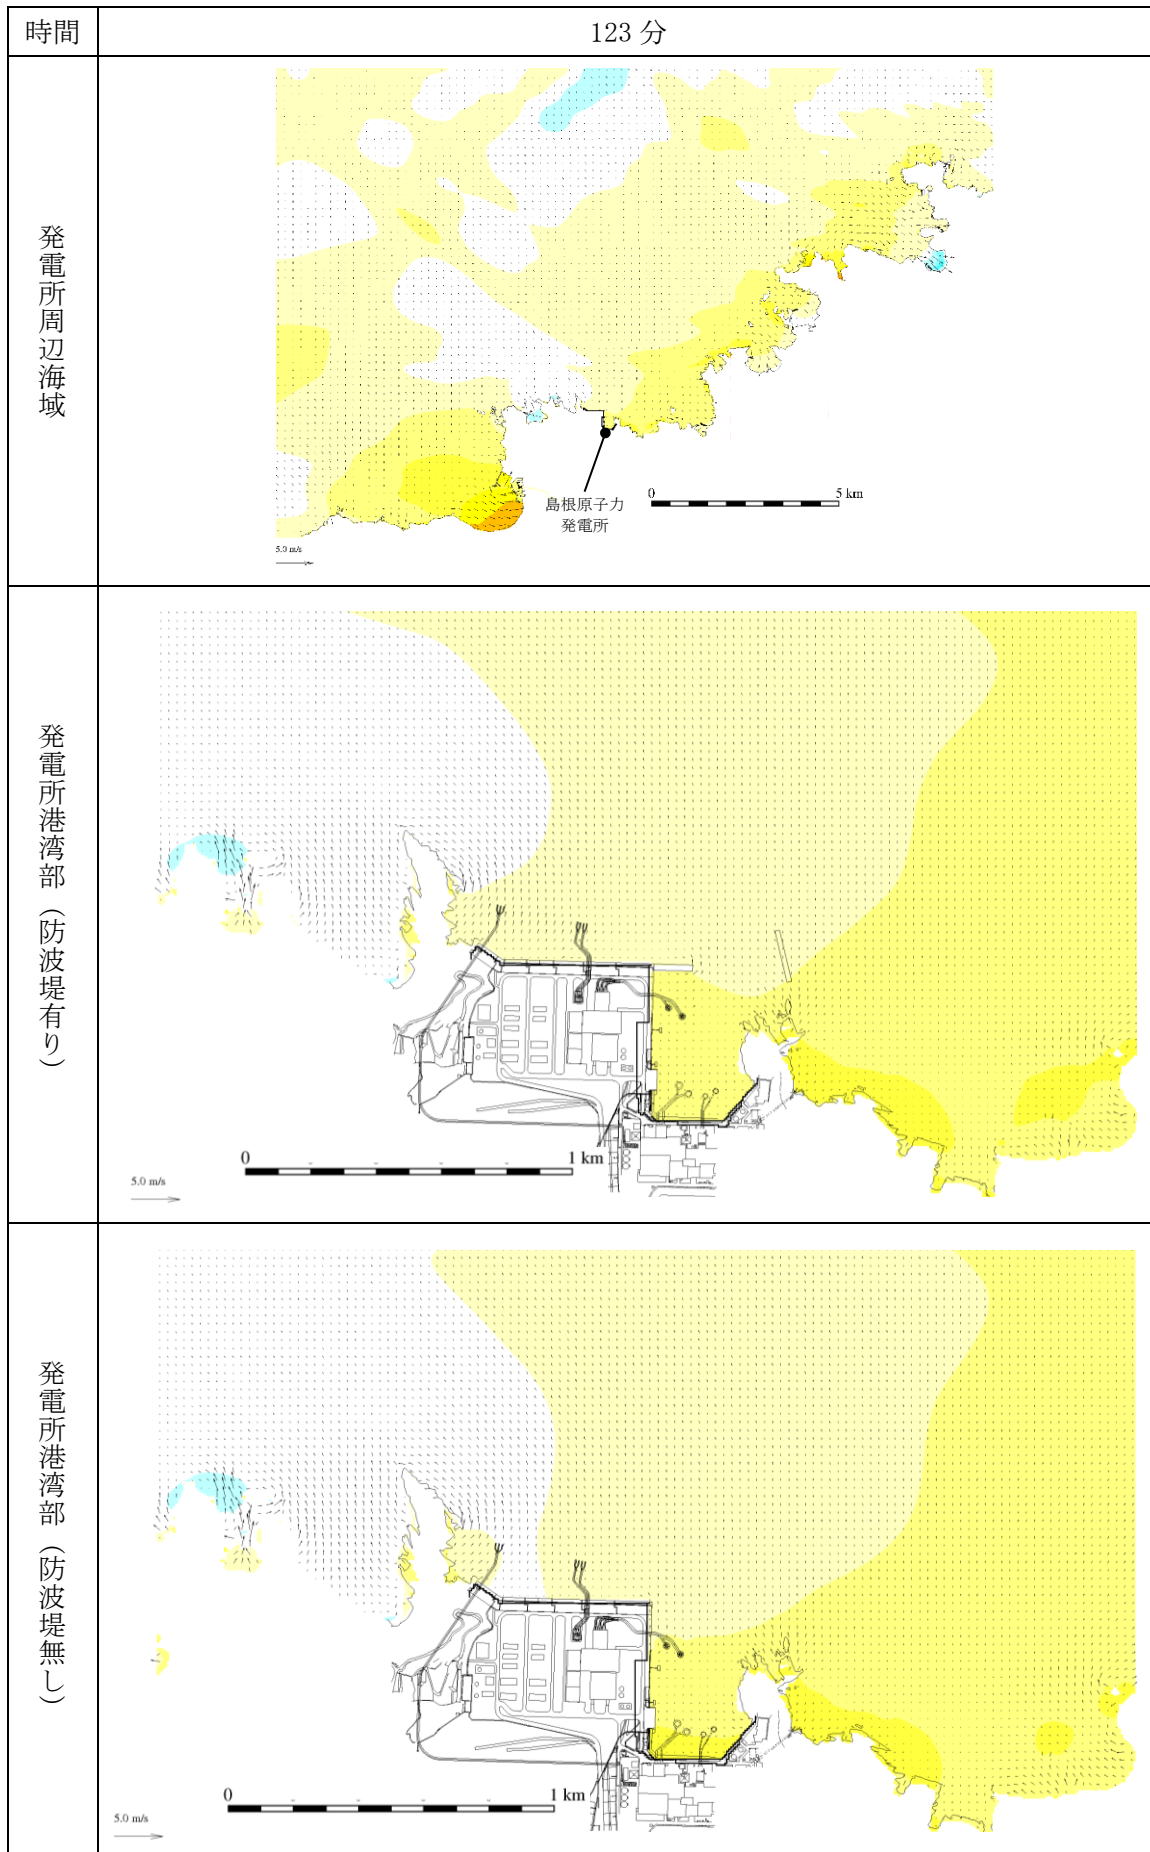 時間
123 分
発電所周辺海域
島根原子力
発電所
0
5 km
5.0 m/s
発電所港湾部（防波堤有り）
0
1 km
5.0 m/s
発電所港湾部（防波堤無し）
0
1 km
5.0 m/s